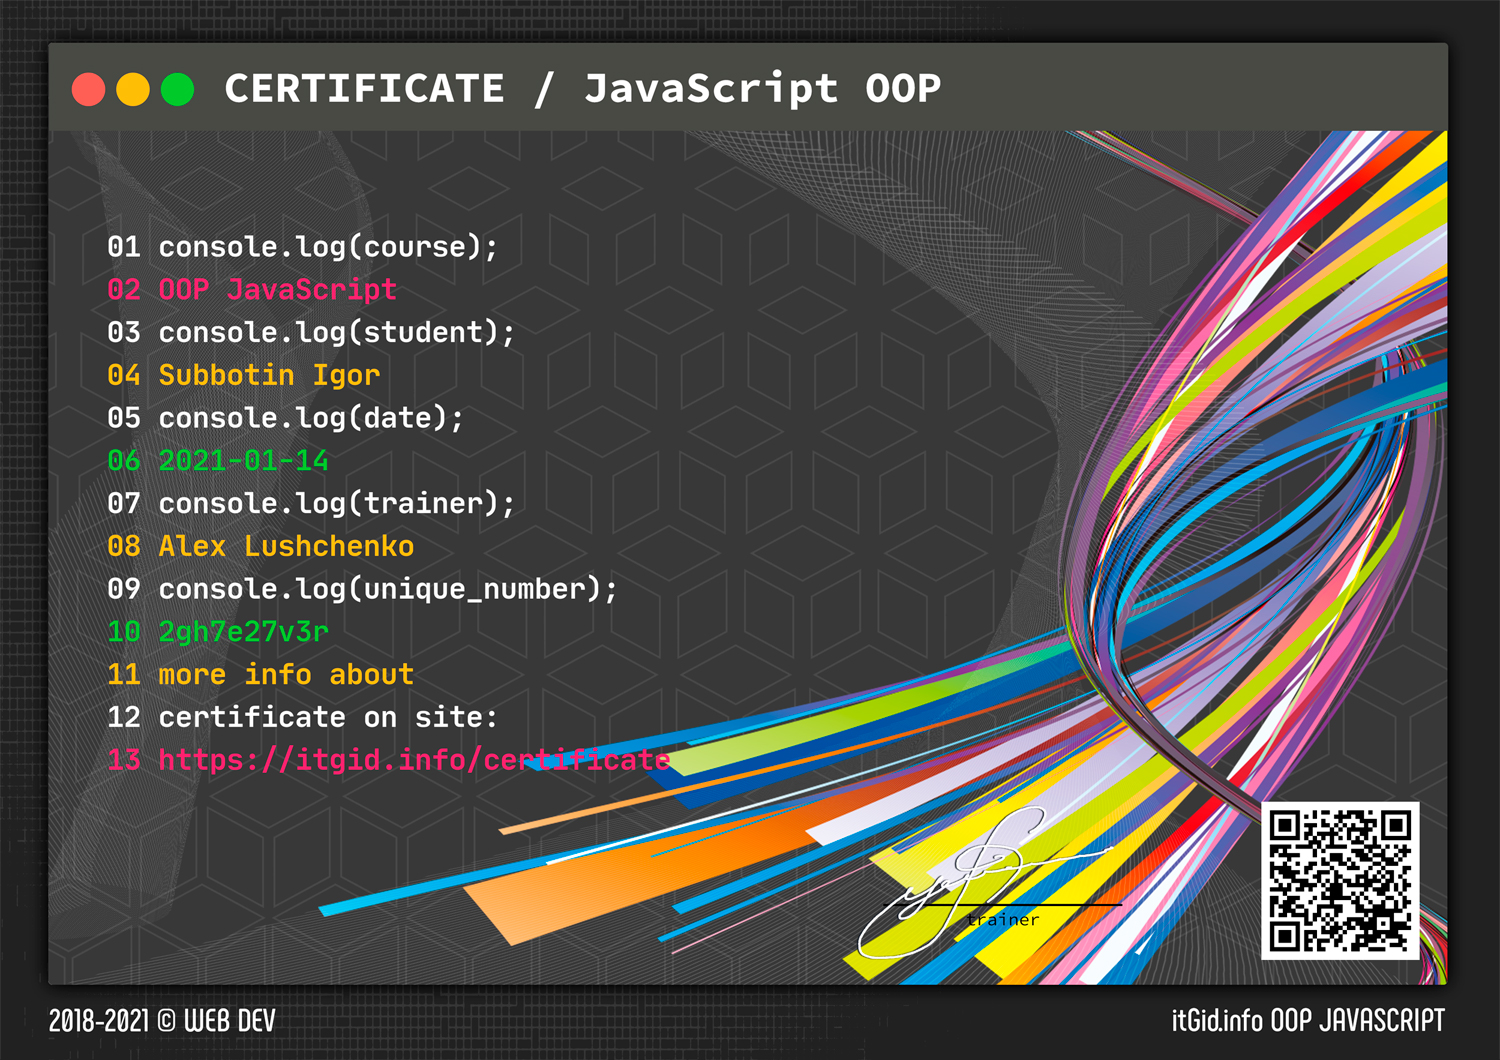 CERTIFICATE / JavaScript OOP
01 console.log(course);
02 OOP JavaScript
03 console.log(student);
04 Subbotin Igor
05 console.log(date);
06 2021-01-14
07 console.log(trainer);
08 Alex Lushchenko
09 console.log(unique_number);
10 2gh7e27v3r
11 more info about
12 certificate on site:
13 https://itgid.info/certificate
trainer
2018-2021 © WEB DEV
itGid.info OOP JAVASCRIPT